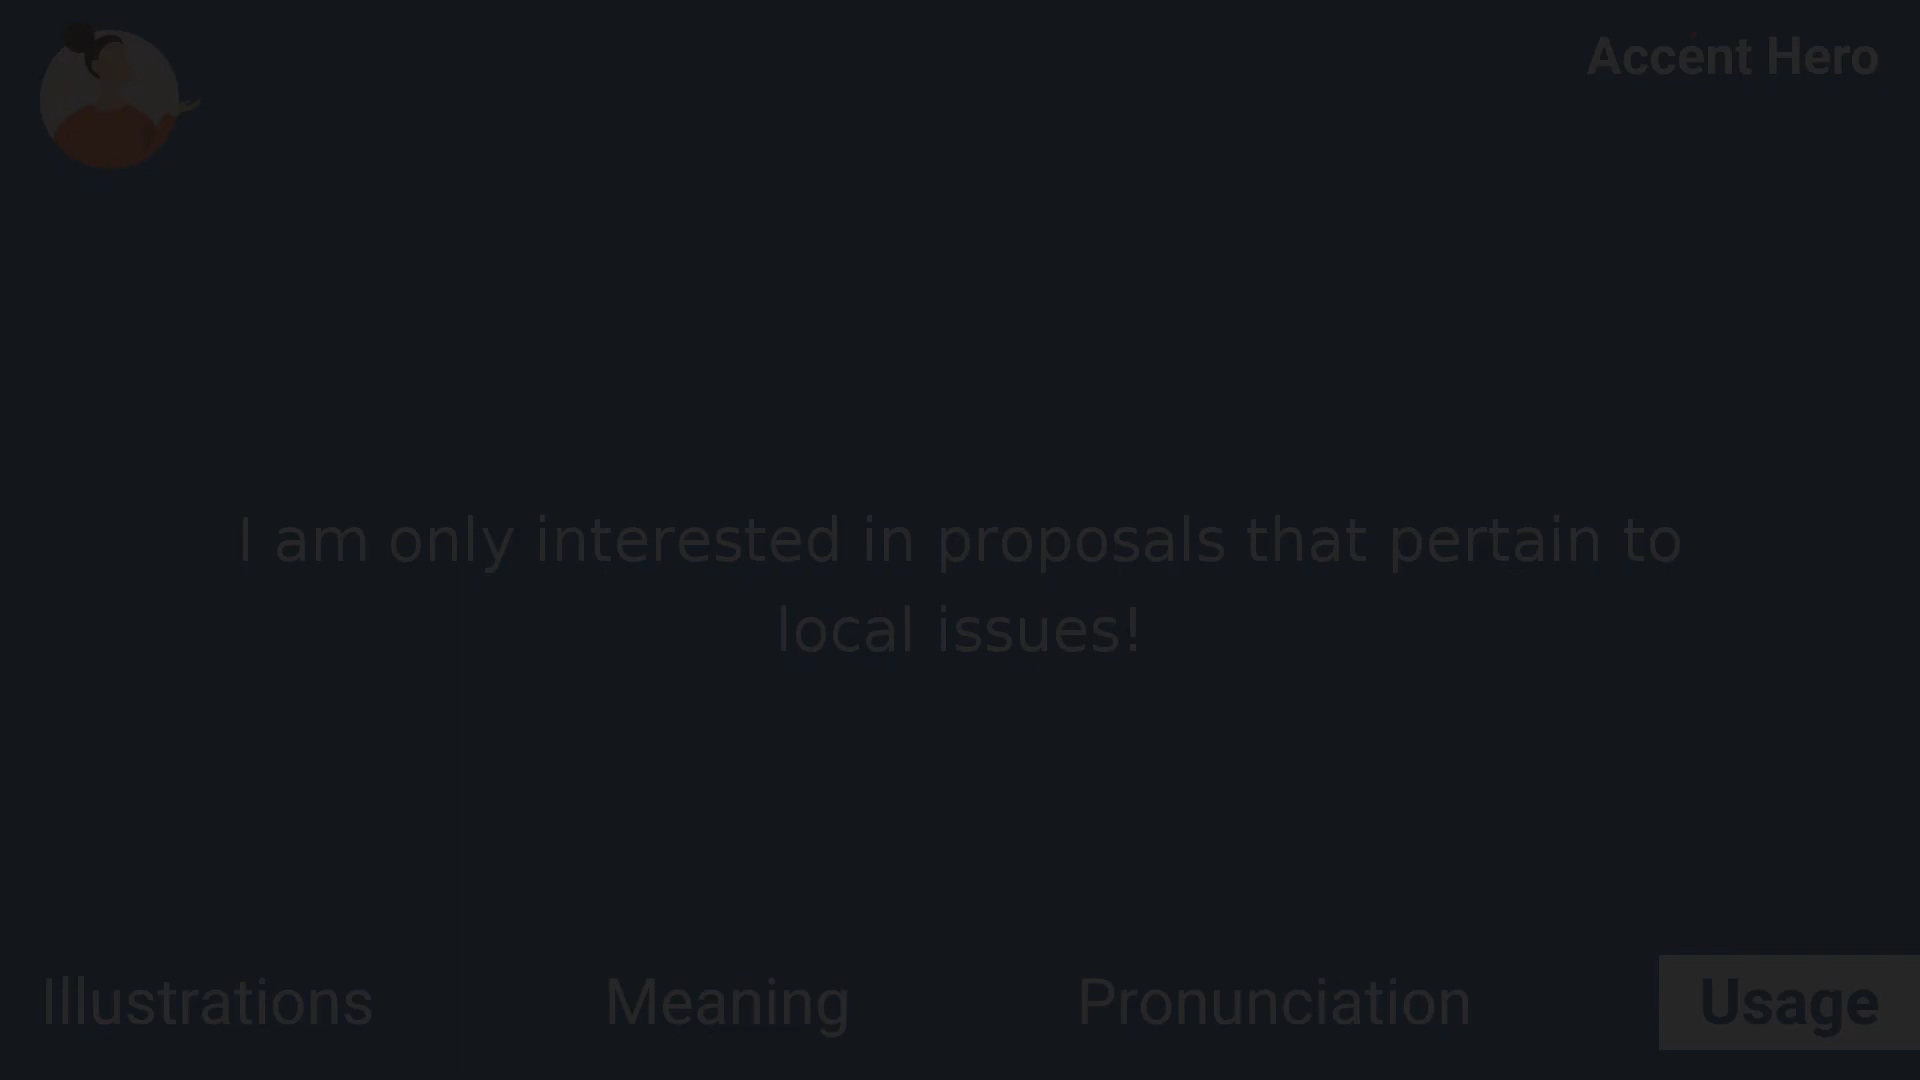 Accent Hero
I am only interested in proposals that pertain to
local issues!
Illustrations
Meaning
Pronunciation
Usage